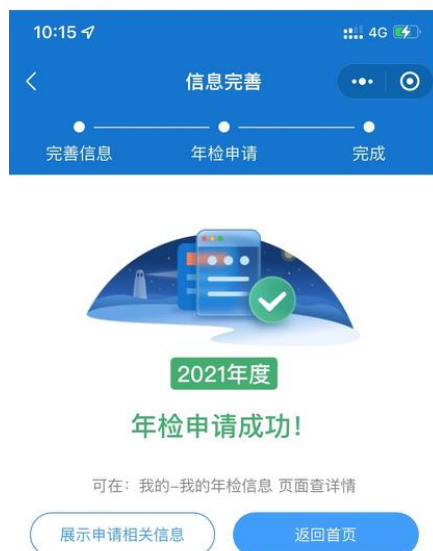 10:15 4G
信息完善
完善信息 年检申请 完成
2021年度
年检申请成功!
可在：我的–我的年检信息 页面查详情
展示申请相关信息 返回首页